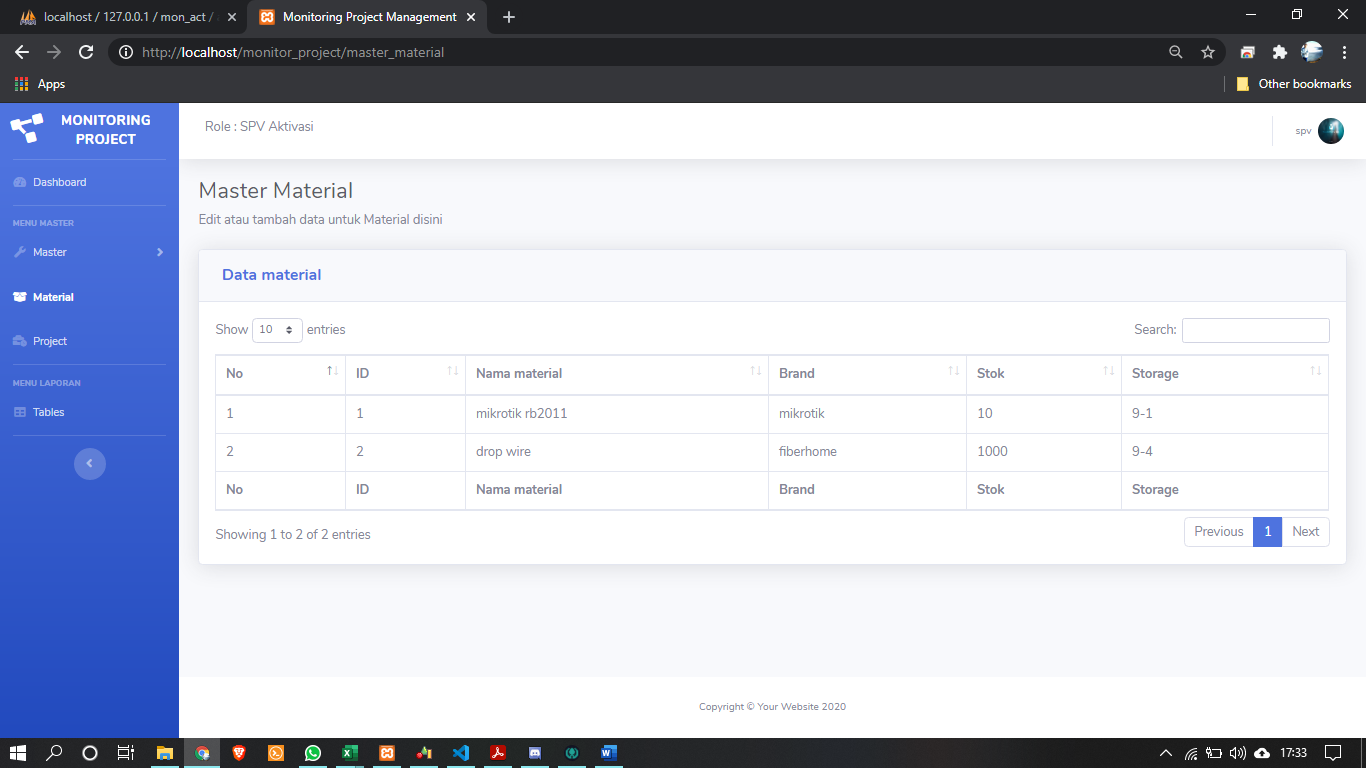 localhost / 127.0.0.1 / mon_act /
Monitoring Project Management
http://localhost/monitor_project/master_material
Apps
Other bookmarks
MONITORING
PROJECT
Role : SPV Aktivasi
spv
Dashboard
MENU MASTER
Master
Material
Project
MENU LAPORAN
Tables
Master Material
Edit atau tambah data untuk Material disini
Data material
Show 10 entries
Search:
No ID Nama material Brand Stok Storage
1 1 mikrotik rb2011 mikrotik 10 9-1
2 2 drop wire fiberhome 1000 9-4
No ID Nama material Brand Stok Storage
Showing 1 to 2 of 2 entries
Previous 1 Next
Copyright © Your Website 2020
17:33